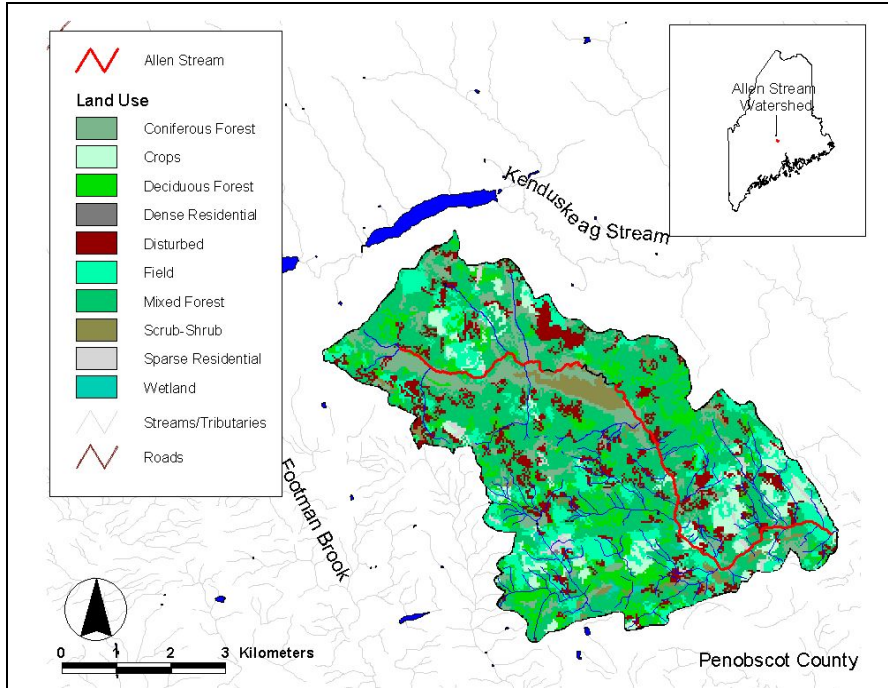 Allen Stream
Land Use
Coniferous Forest
Crops
Deciduous Forest
Dense Residential
Disturbed
Field
Mixed Forest
Scrub-Shrub
Sparse Residential
Wetland
Streams/Tributaries
Roads
Allen Stream
Watershed
Kenduskeag Stream
Footman Brook
0 1 2 3 Kilometers
Penobscot County